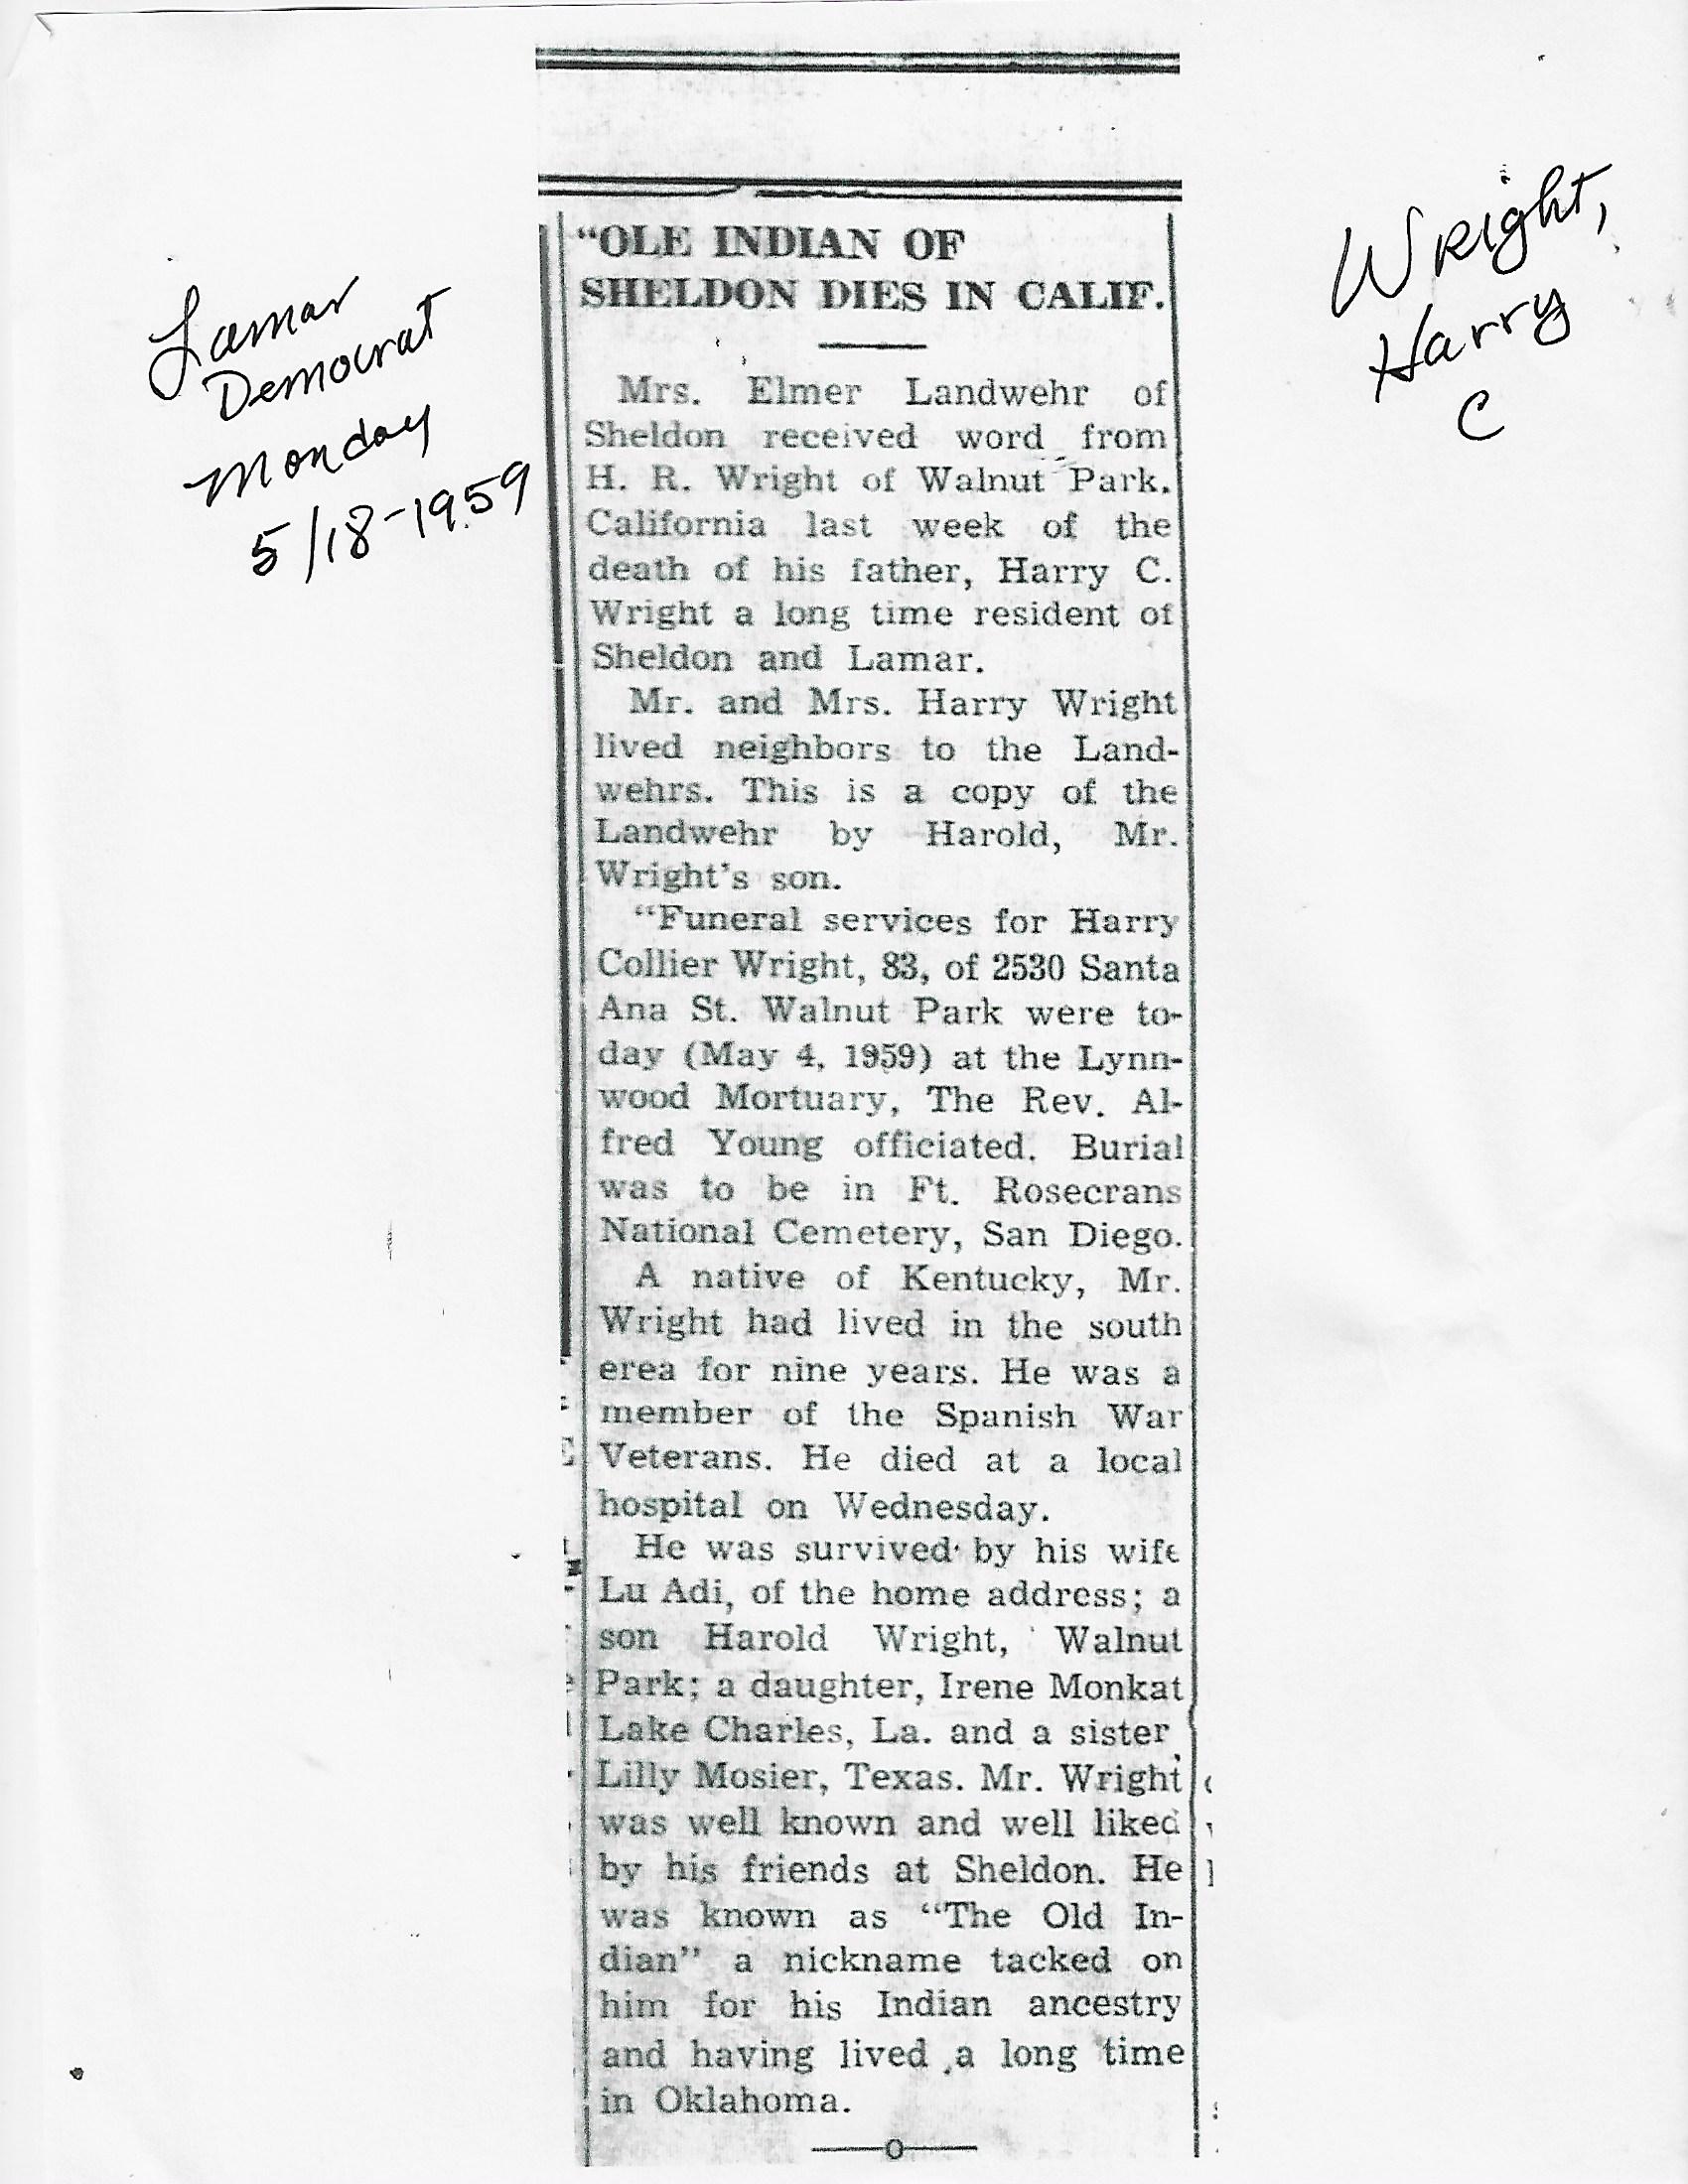 Lamar
Democrat
Monday
5/18-1959
Wright,
Harry
C
"OLE INDIAN OF
SHELDON DIES IN CALIF.
Mrs. Elmer Landwehr of
Sheldon received word from
H. R. Wright of Walnut Park.
California last week of the
death of his father, Harry C.
Wright a long time resident of
Sheldon and Lamar.
Mr. and Mrs. Harry Wright
lived neighbors to the Land-
wehrs. This is a copy of the
Landwehr by Harold, Mr.
Wright's son.
"Funeral services for Harry
Collier Wright, 83, of 2530 Santa
Ana St. Walnut Park were to-
day (May 4, 1959) at the Lynn-
wood Mortuary, The Rev. Al-
fred Young officiated. Burial
was to be in Ft. Rosecrans
National Cemetery, San Diego.
A native of Kentucky, Mr.
Wright had lived in the south
erea for nine years. He was a
member of the Spanish War
Veterans. He died at a local
hospital on Wednesday.
He was survived by his wife
Lu Adi, of the home address; a
son Harold Wright, Walnut
Park; a daughter, Irene Monkat
Lake Charles, La. and a sister,
Lilly Mosier, Texas. Mr. Wright
was well known and well liked
by his friends at Sheldon. He
was known as "The Old In-
dian" a nickname tacked on
him for his Indian ancestry
and having lived a long time
in Oklahoma.